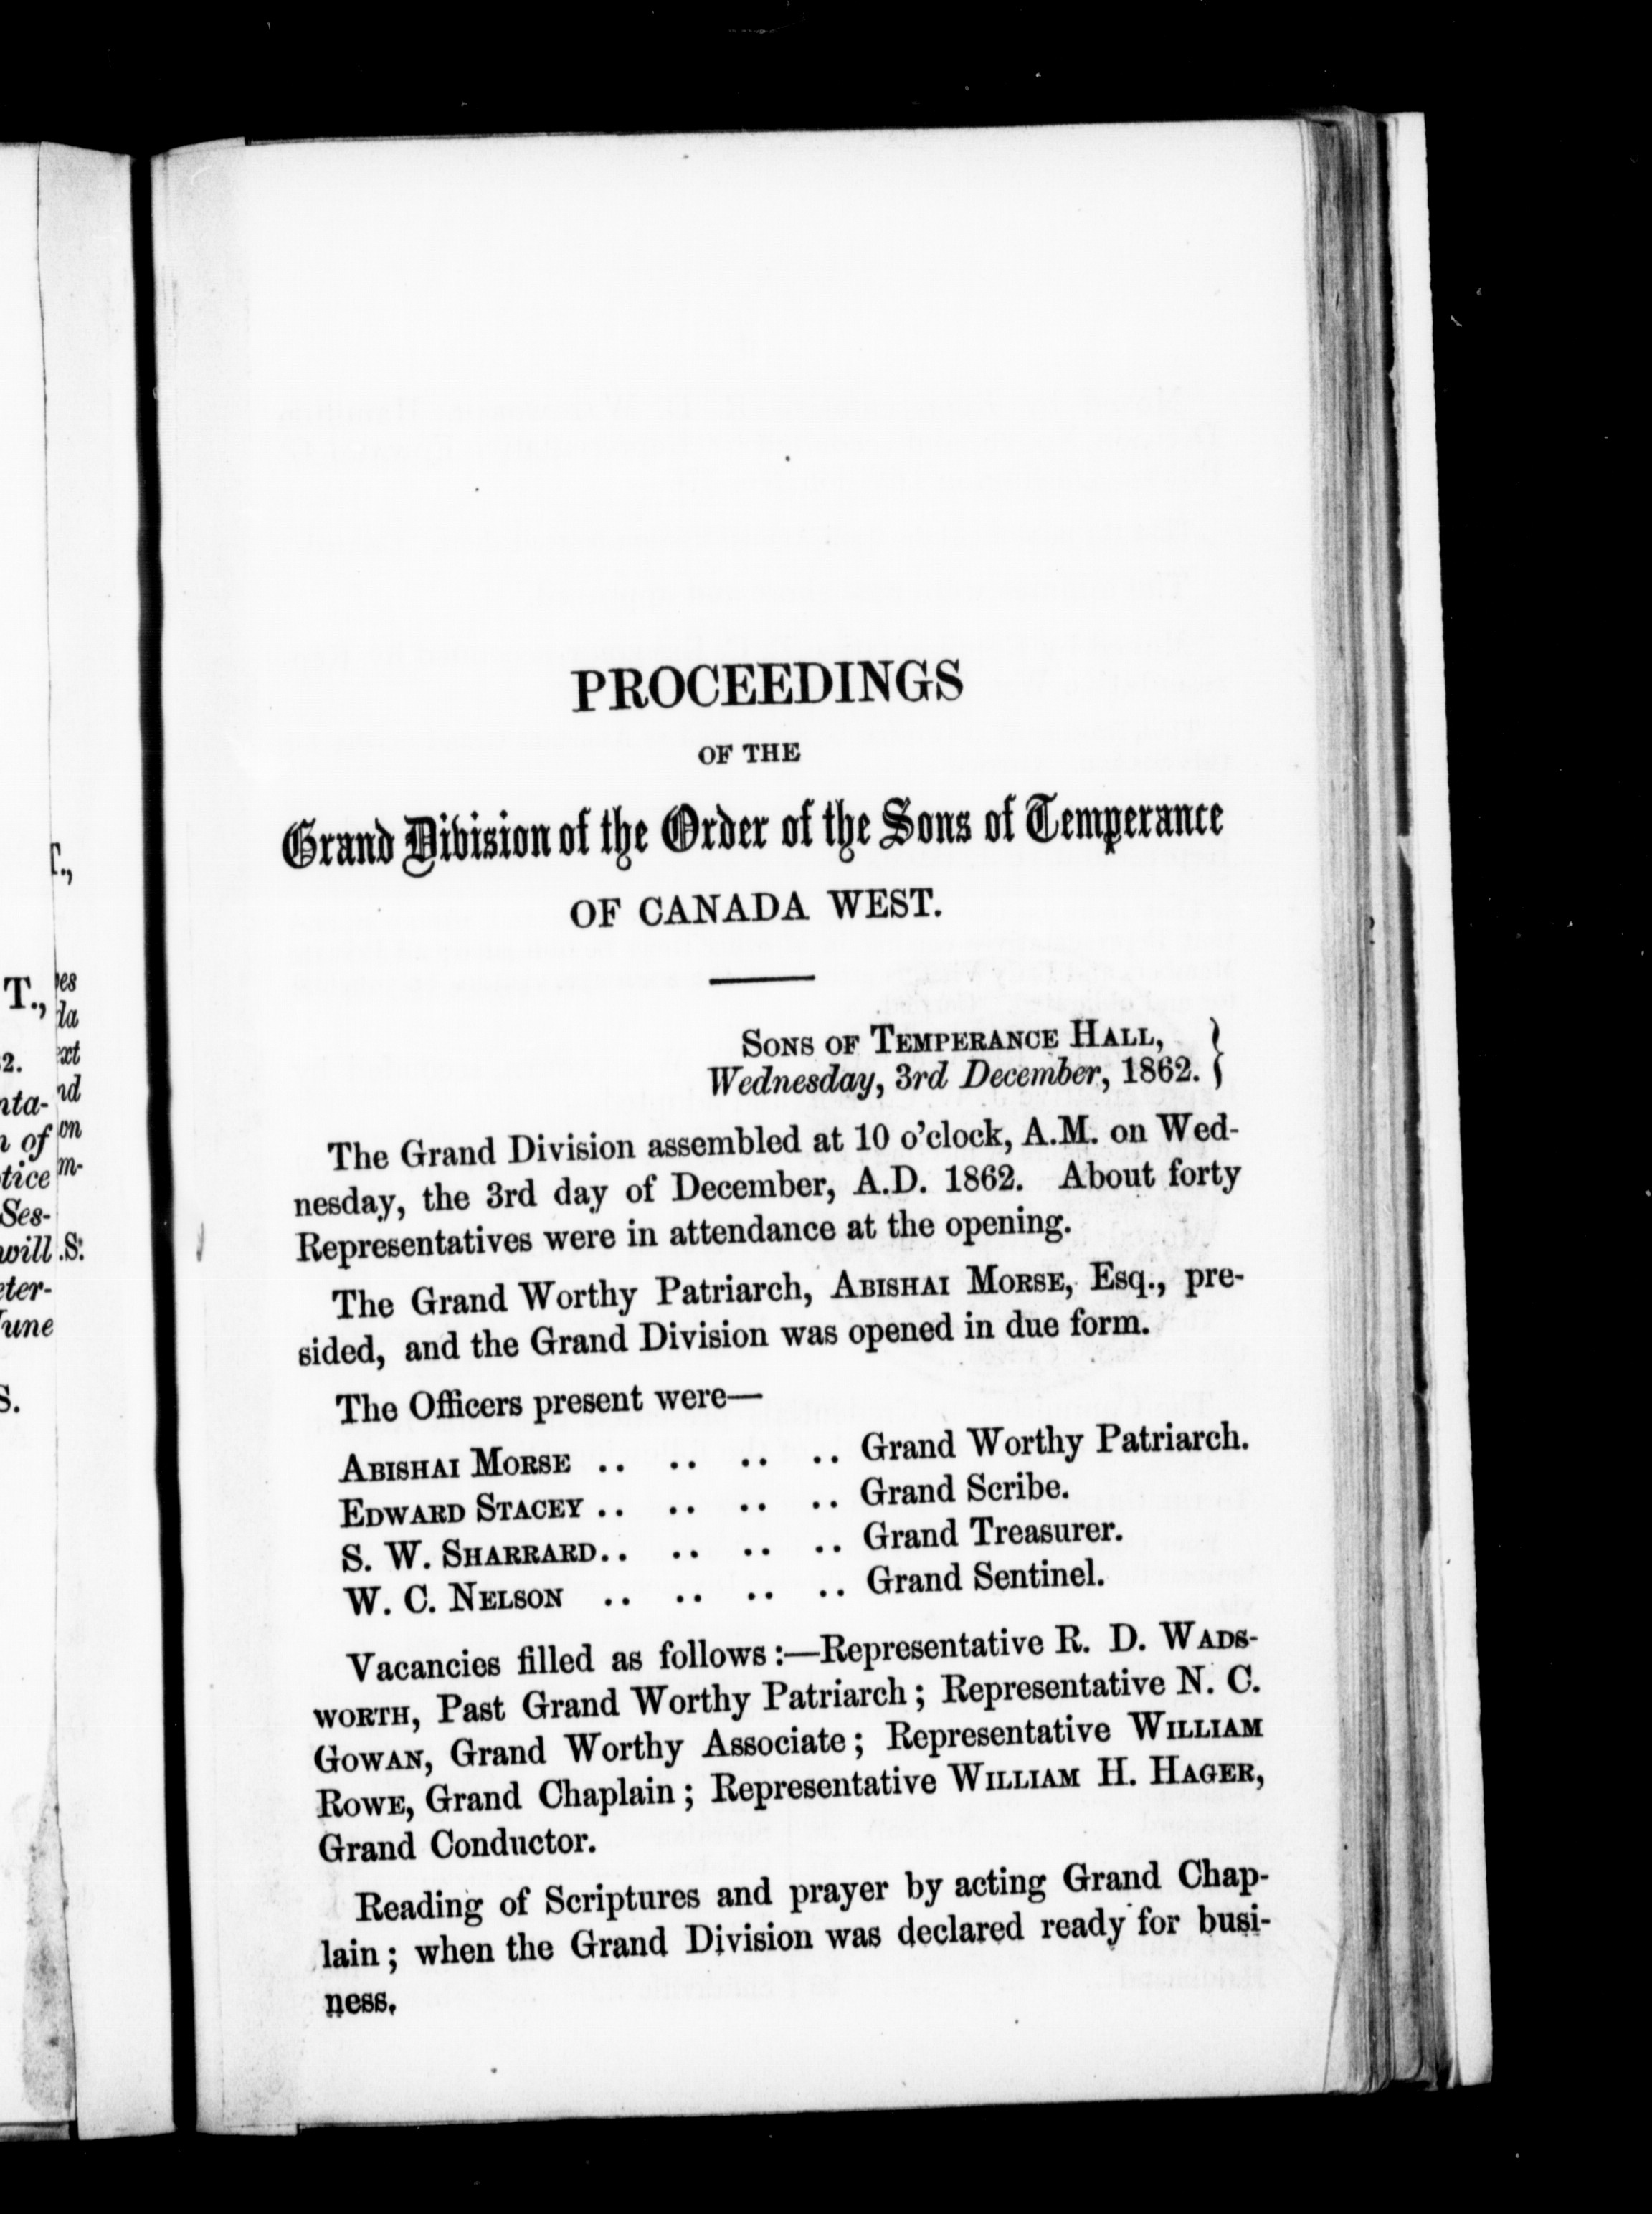 PROCEEDINGS
OF THE
Grand Division of the Order of the Sons of Temperance
OF CANADA WEST.
SONS OF TEMPERANCE HALL, }
Wednesday, 3rd December, 1862. }
The Grand Division assembled at 10 o'clock, A.M. on Wed-
nesday, the 3rd day of December, A.D. 1862. About forty
Representatives were in attendance at the opening.
The Grand Worthy Patriarch, ABISHAI MORSE, Esq., pre-
sided, and the Grand Division was opened in due form.
The Officers present were—
ABISHAI MORSE .. .. .. .. Grand Worthy Patriarch.
EDWARD STACEY .. .. .. .. Grand Scribe.
S. W. SHARRARD.. .. .. .. Grand Treasurer.
W. C. NELSON .. .. .. .. Grand Sentinel.
Vacancies filled as follows:—Representative R. D. WADS-
WORTH, Past Grand Worthy Patriarch; Representative N. C.
GOWAN, Grand Worthy Associate; Representative WILLIAM
ROWE, Grand Chaplain; Representative WILLIAM H. HAGER,
Grand Conductor.
Reading of Scriptures and prayer by acting Grand Chap-
lain; when the Grand Division was declared ready for busi-
ness.